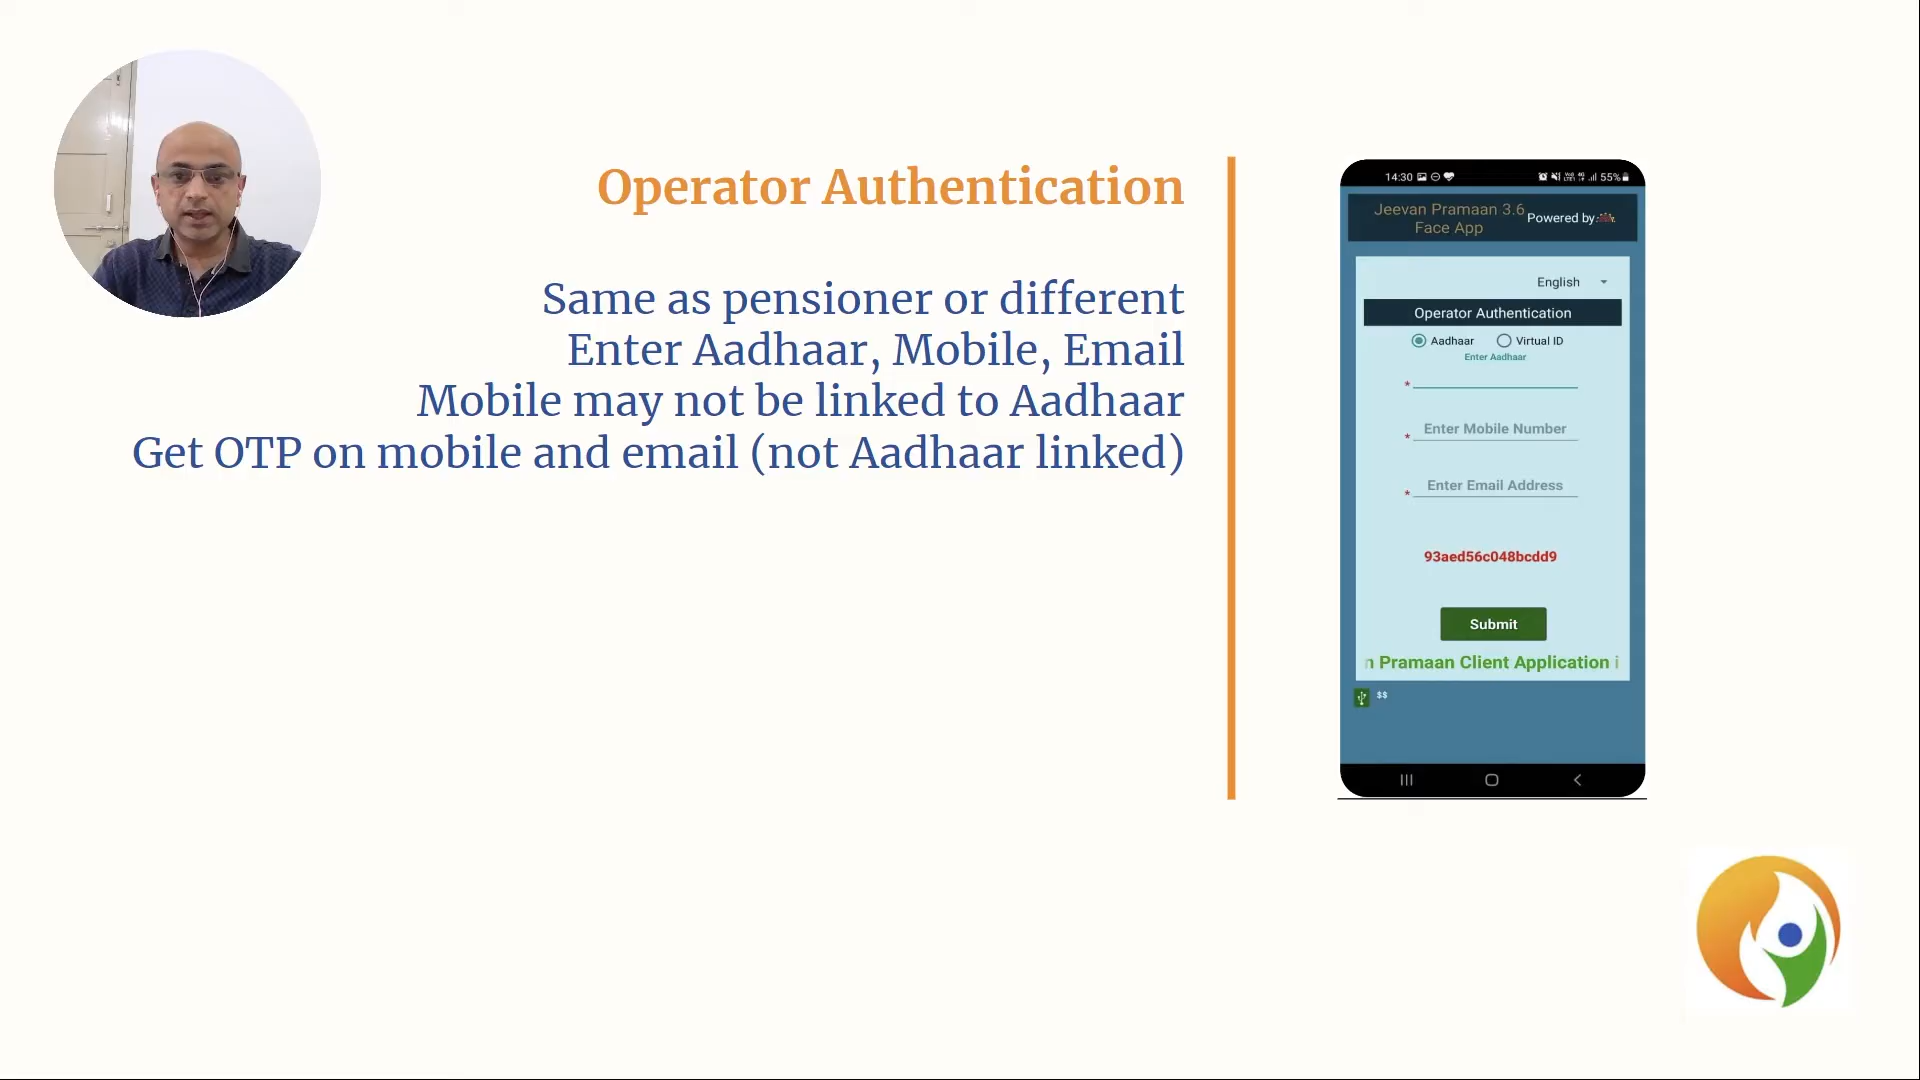 Operator Authentication
Same as pensioner or different
Enter Aadhaar, Mobile, Email
Mobile may not be linked to Aadhaar
Get OTP on mobile and email (not Aadhaar linked)
14:30
55%
Jeevan Pramaan 3.6
Face App
Powered by:
English
Operator Authentication
Aadhaar Virtual ID
Enter Aadhaar
*
Enter Mobile Number
*
Enter Email Address
*
93aed56c048bcdd9
Submit
n Pramaan Client Application i
$$